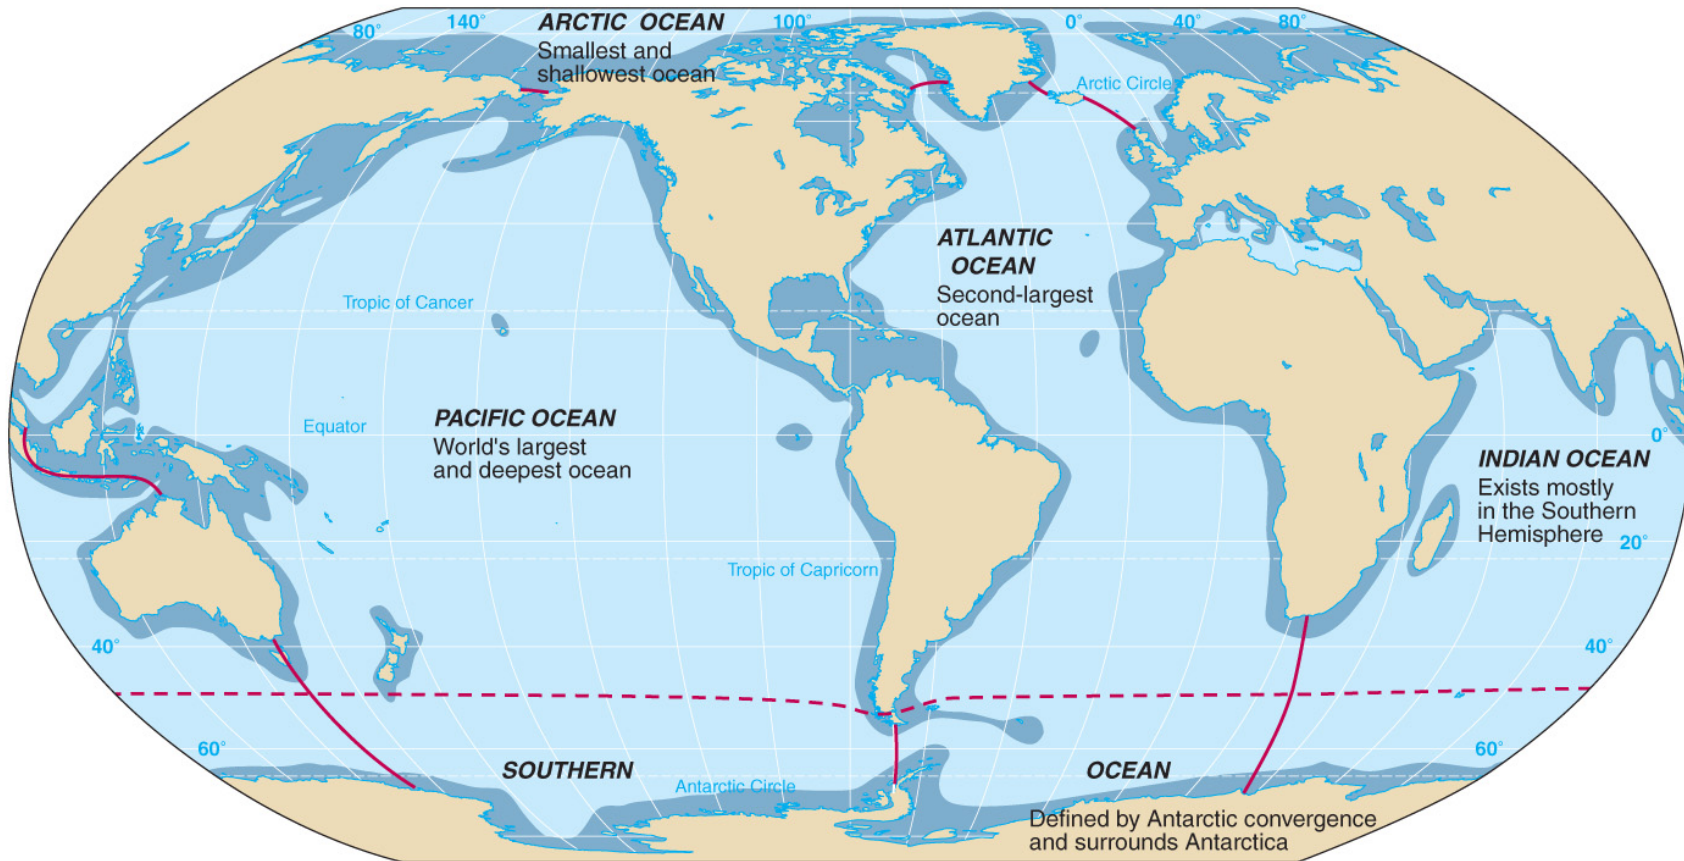 80°
140°
ARCTIC OCEAN
Smallest and
shallowest ocean
100°
0°
40°
80°
Arctic Circle
ATLANTIC
OCEAN
Second-largest
ocean
Tropic of Cancer
PACIFIC OCEAN
World's largest
and deepest ocean
Equator
0°
INDIAN OCEAN
Exists mostly
in the Southern
Hemisphere
20°
Tropic of Capricorn
40°
40°
60°
60°
SOUTHERN
OCEAN
Antarctic Circle
Defined by Antarctic convergence
and surrounds Antarctica